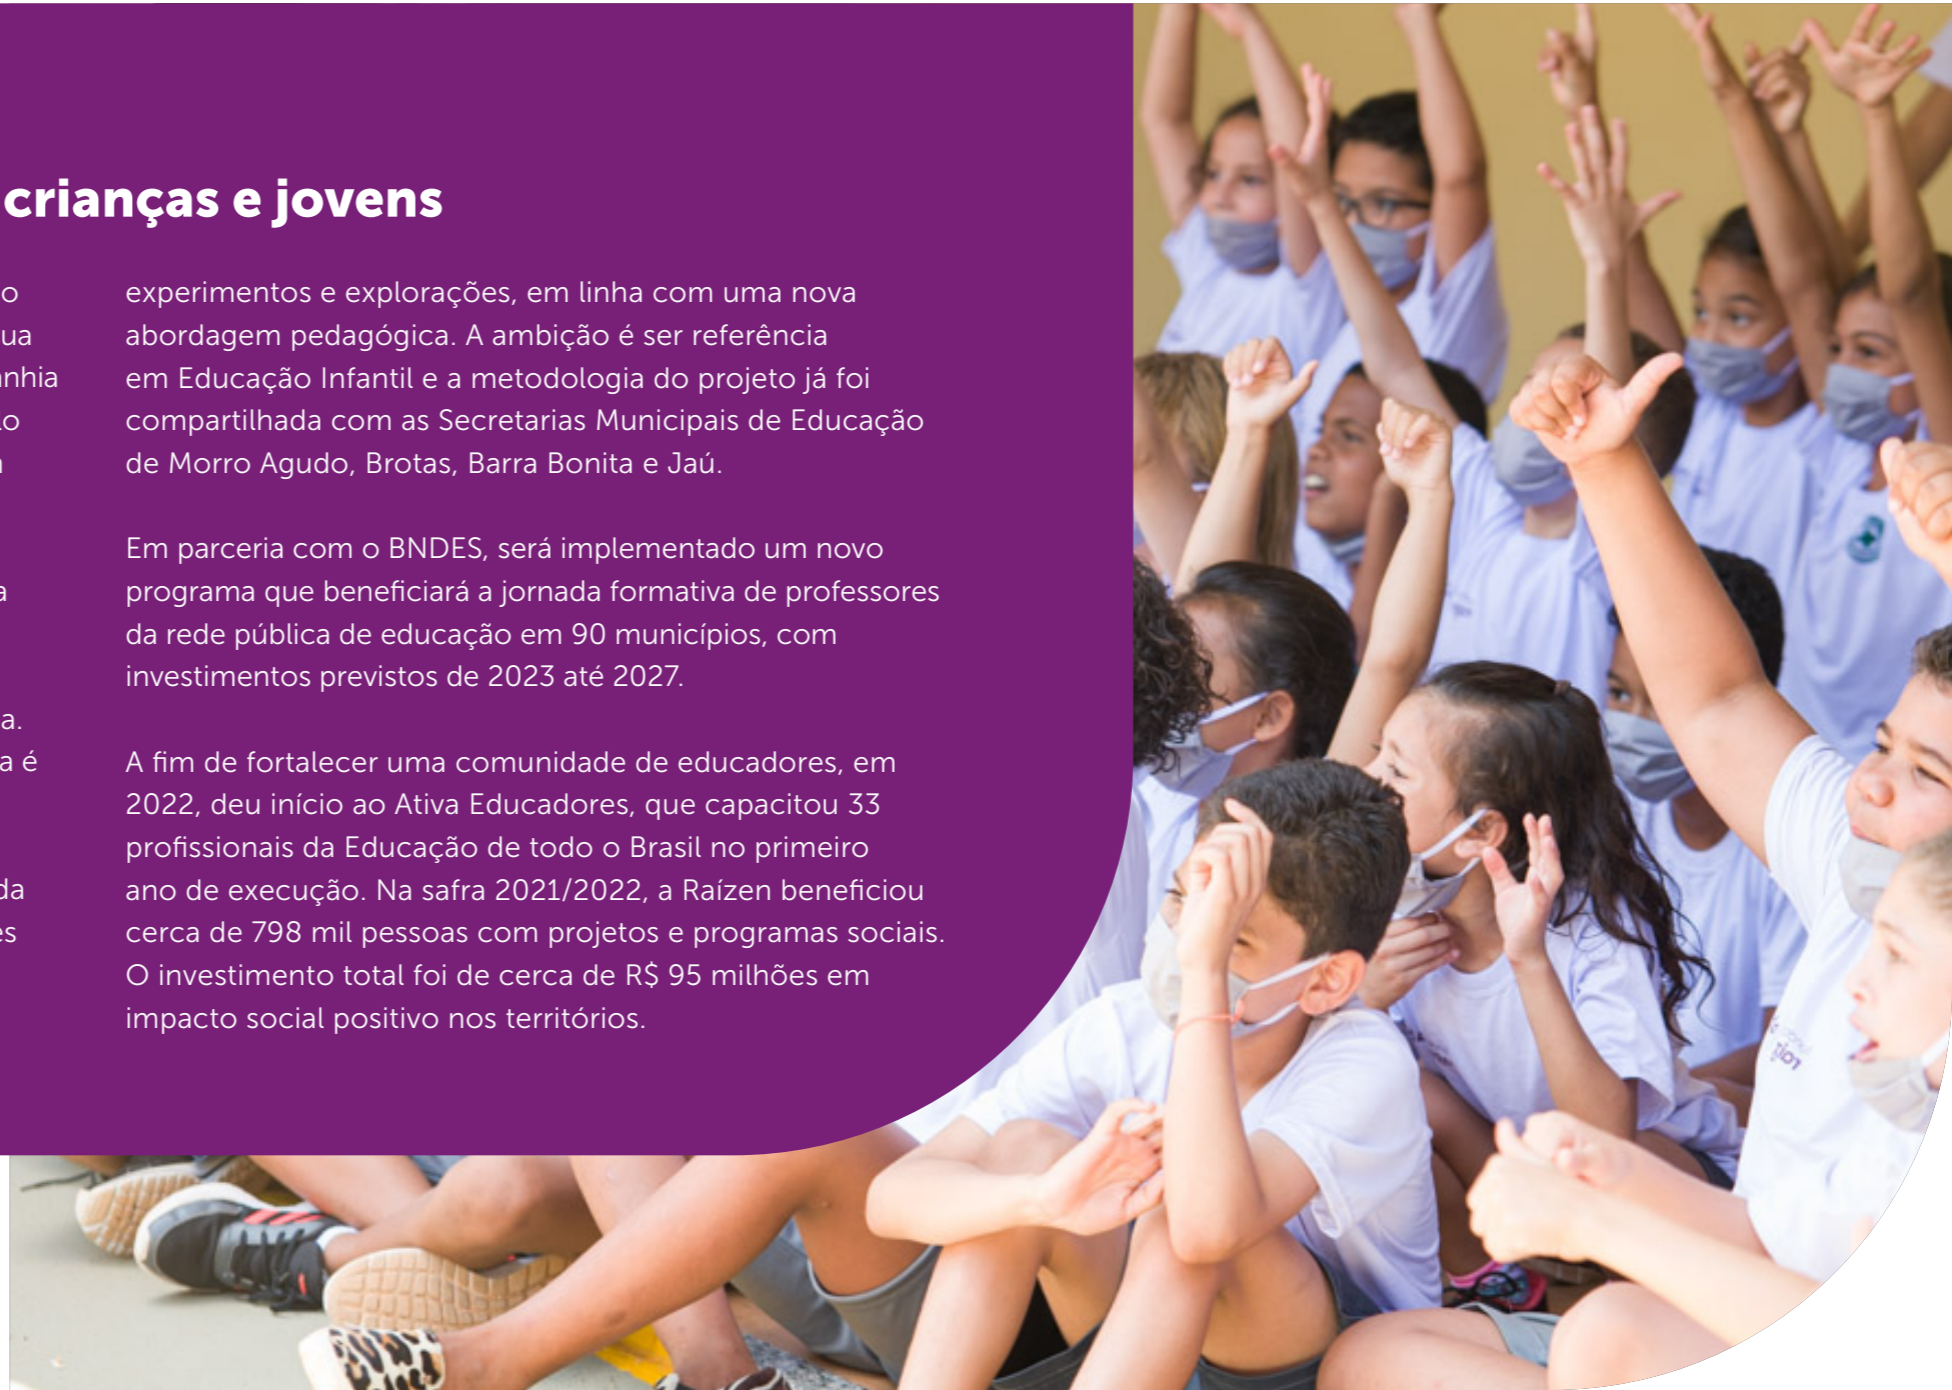 crianças e jovens
experimentos e explorações, em linha com uma nova
abordagem pedagógica. A ambição é ser referência
em Educação Infantil e a metodologia do projeto já foi
compartilhada com as Secretarias Municipais de Educação
de Morro Agudo, Brotas, Barra Bonita e Jaú.
Em parceria com o BNDES, será implementado um novo
programa que beneficiará a jornada formativa de professores
da rede pública de educação em 90 municípios, com
investimentos previstos de 2023 até 2027.
A fim de fortalecer uma comunidade de educadores, em
2022, deu início ao Ativa Educadores, que capacitou 33
profissionais da Educação de todo o Brasil no primeiro
ano de execução. Na safra 2021/2022, a Raízen beneficiou
cerca de 798 mil pessoas com projetos e programas sociais.
O investimento total foi de cerca de R$ 95 milhões em
impacto social positivo nos territórios.